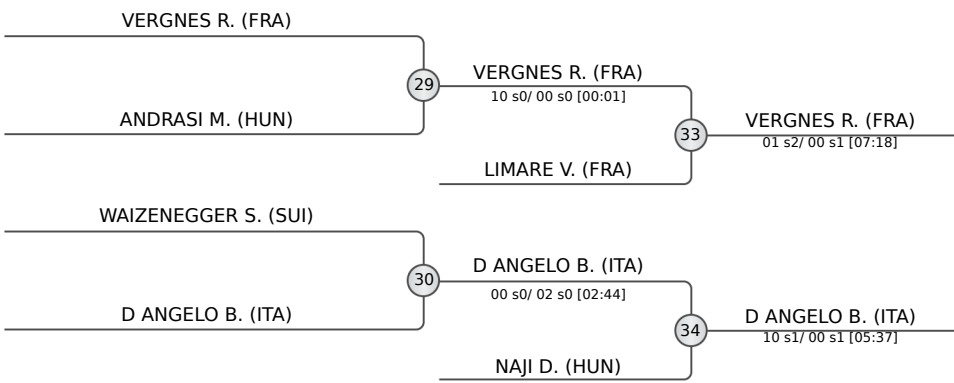 VERGNES R. (FRA)
29
ANDRASI M. (HUN)
VERGNES R. (FRA)
10 s0/ 00 s0 [00:01]
33
LIMARE V. (FRA)
VERGNES R. (FRA)
01 s2/ 00 s1 [07:18]
WAIZENEGGER S. (SUI)
30
D ANGELO B. (ITA)
D ANGELO B. (ITA)
00 s0/ 02 s0 [02:44]
34
NAJI D. (HUN)
D ANGELO B. (ITA)
10 s1/ 00 s1 [05:37]